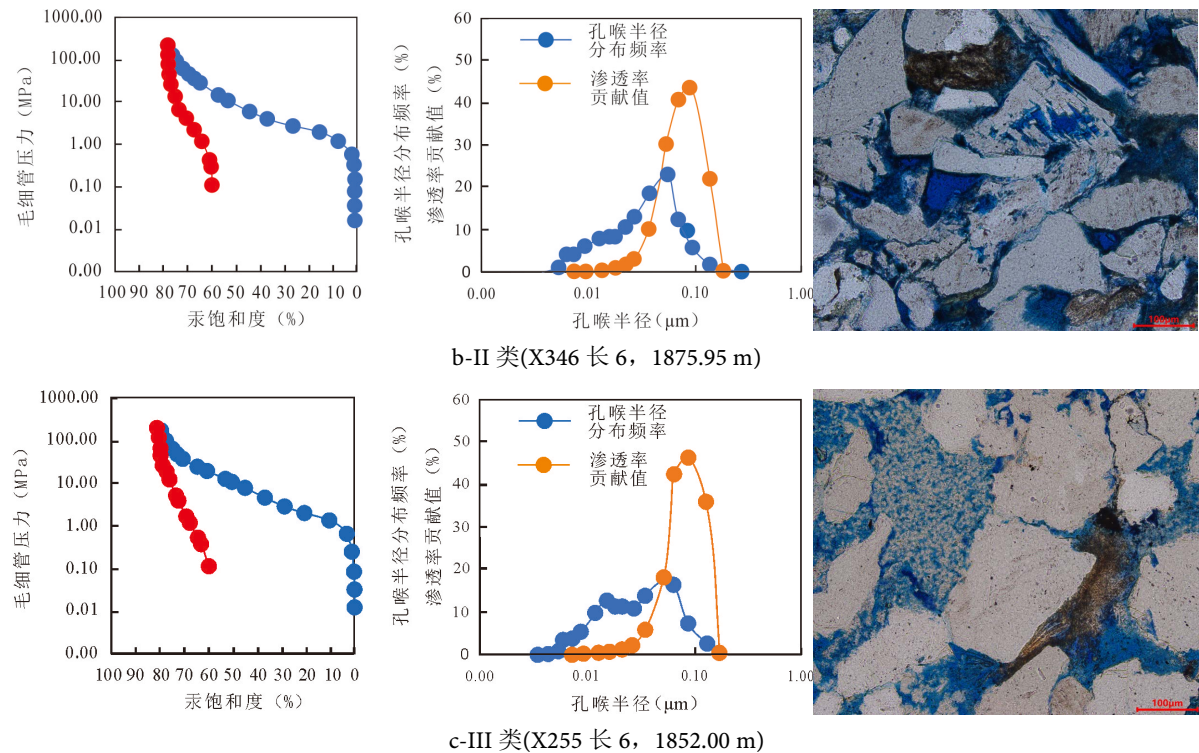 毛细管压力 (MPa)
1000.00
100.00
10.00
1.00
0.10
0.01
0.00
100 90 80 70 60 50 40 30 20 10 0
汞饱和度 (%)
孔喉半径分布频率 (%)
渗透率贡献值 (%)
60
50
40
30
20
10
0
孔喉半径
分布频率
渗透率
贡献值
0.00 0.01 0.10 1.00
孔喉半径(μm)
100μm
b-II 类(X346 长 6，1875.95 m)
毛细管压力 (MPa)
1000.00
100.00
10.00
1.00
0.10
0.01
0.00
100 90 80 70 60 50 40 30 20 10 0
汞饱和度 (%)
孔喉半径分布频率 (%)
渗透率贡献值 (%)
60
50
40
30
20
10
0
孔喉半径
分布频率
渗透率
贡献值
0.00 0.01 0.10 1.00
孔喉半径(μm)
100μm
c-III 类(X255 长 6，1852.00 m)